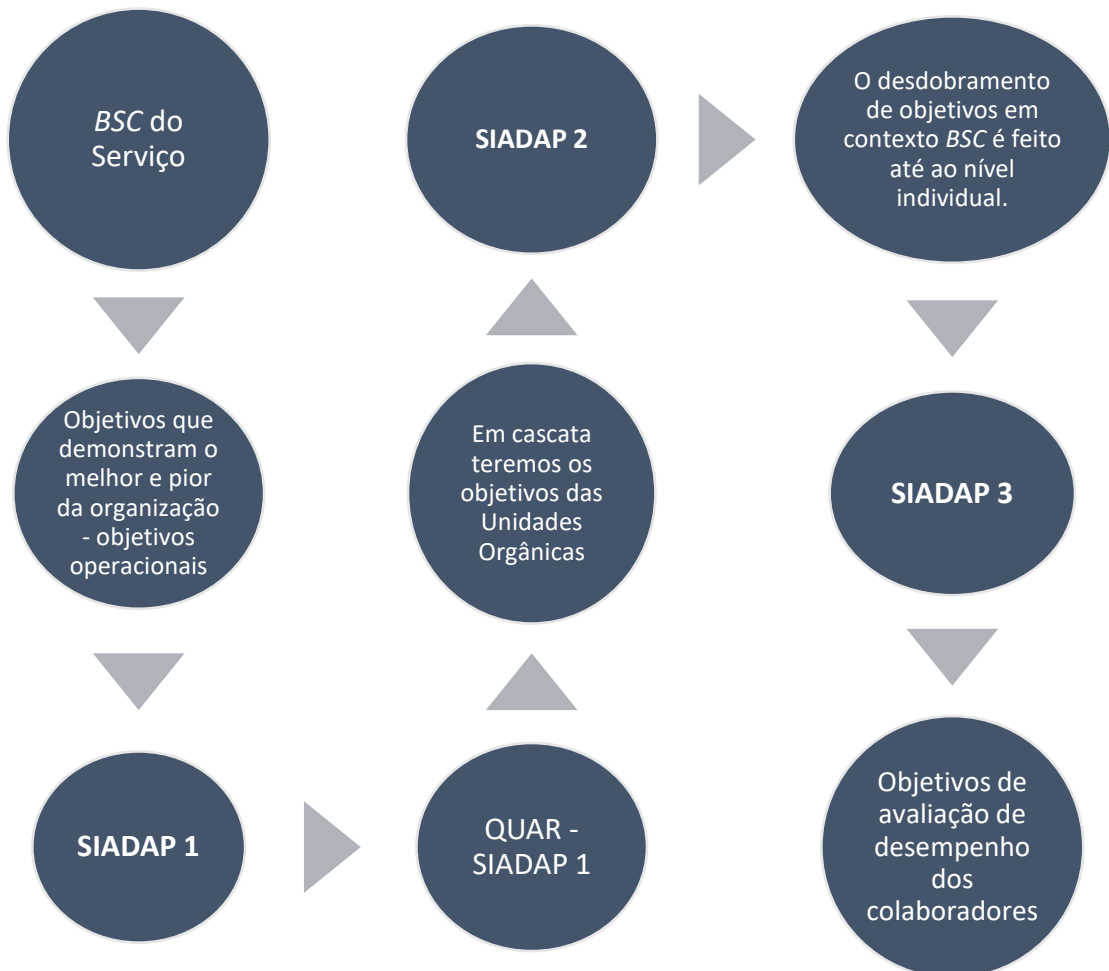 BSC do
Serviço
Objetivos que
demonstram o
melhor e pior
da organização
- objetivos
operacionais
SIADAP 1
QUAR -
SIADAP 1
Em cascata
teremos os
objetivos das
Unidades
Orgânicas
SIADAP 2
O desdobramento
de objetivos em
contexto BSC é feito
até ao nível
individual.
SIADAP 3
Objetivos de
avaliação de
desempenho
dos
colaboradores